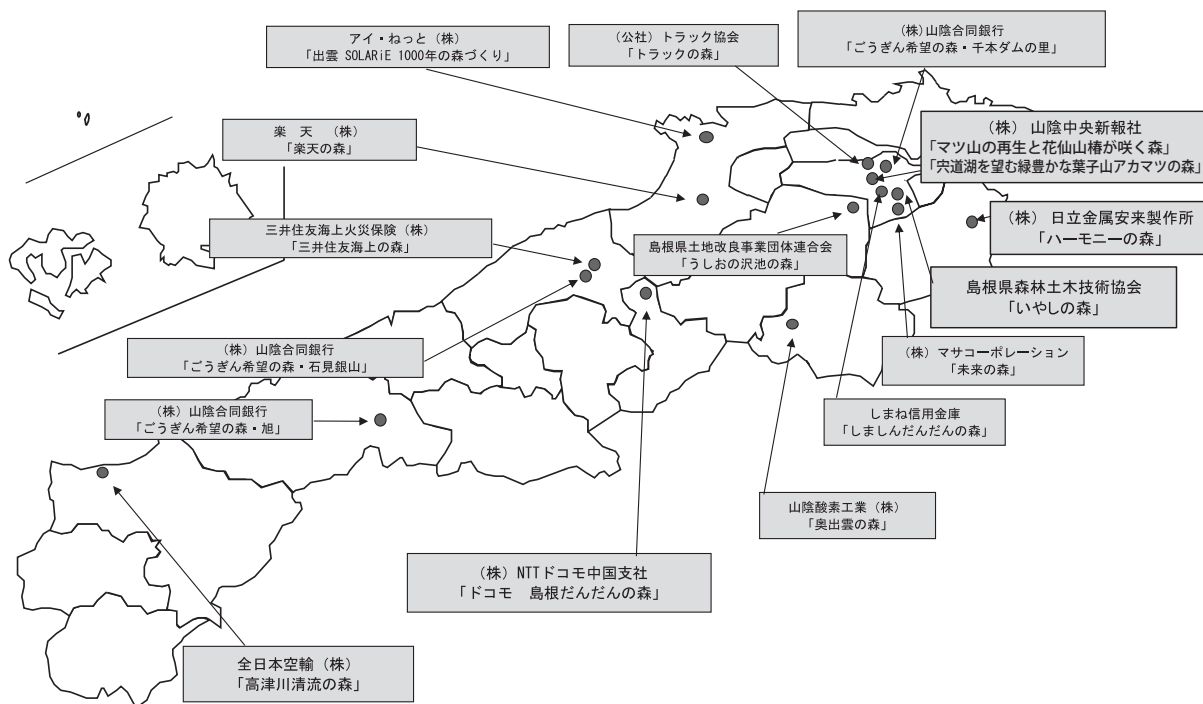 アイ・ねっと（株）
「出雲 SOLARiE 1000年の森づくり」
（公社）トラック協会
「トラックの森」
（株）山陰合同銀行
「ごうぎん希望の森・千本ダムの里」
楽　天　（株）
「楽天の森」
（株）山陰中央新報社
「マツ山の再生と花仙山椿が咲く森」
「宍道湖を望む緑豊かな葉子山アカマツの森」
三井住友海上火災保険（株）
「三井住友海上の森」
島根県土地改良事業団体連合会
「うしおの沢池の森」
（株）日立金属安来製作所
「ハーモニーの森」
島根県森林土木技術協会
「いやしの森」
（株）山陰合同銀行
「ごうぎん希望の森・石見銀山」
（株）マサコーポレーション
「未来の森」
（株）山陰合同銀行
「ごうぎん希望の森・旭」
しまね信用金庫
「しましんだんだんの森」
山陰酸素工業（株）
「奥出雲の森」
（株）NTTドコモ中国支社
「ドコモ　島根だんだんの森」
全日本空輸（株）
「高津川清流の森」